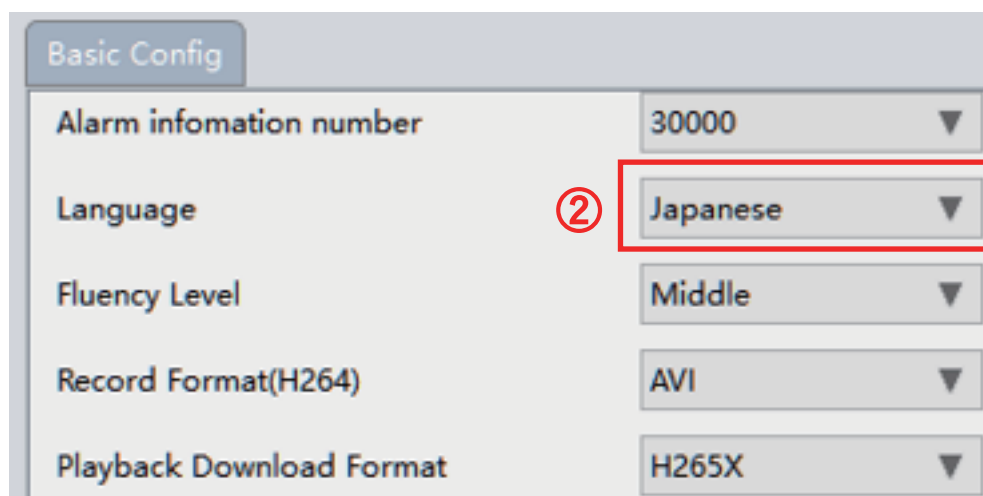 Basic Config
Alarm infomation number 30000 ▼
Language ② Japanese ▼
Fluency Level Middle ▼
Record Format(H264) AVI ▼
Playback Download Format H265X ▼